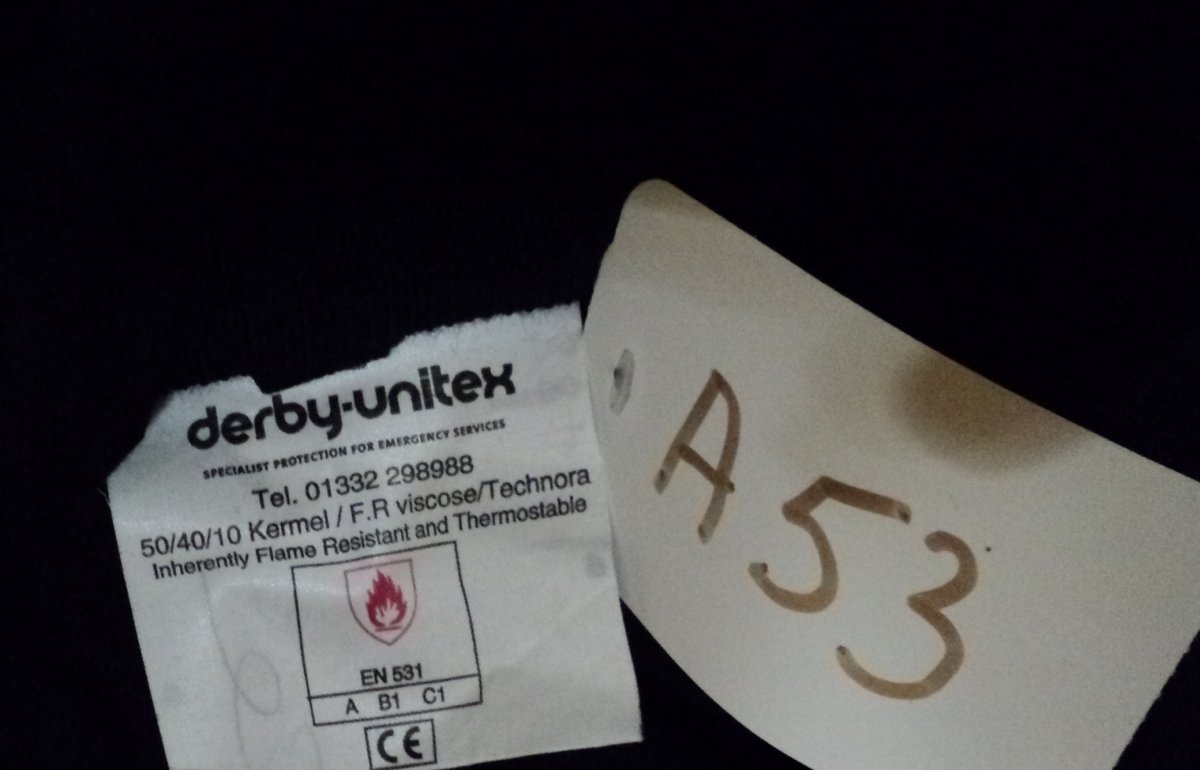 derby-unitex
SPECIALIST PROTECTION FOR EMERGENCY SERVICES
Tel. 01332 298988
50/40/10 Kermel / F.R viscose/Technora
Inherently Flame Resistant and Thermostable
EN 531
A B1 C1
CE
A53